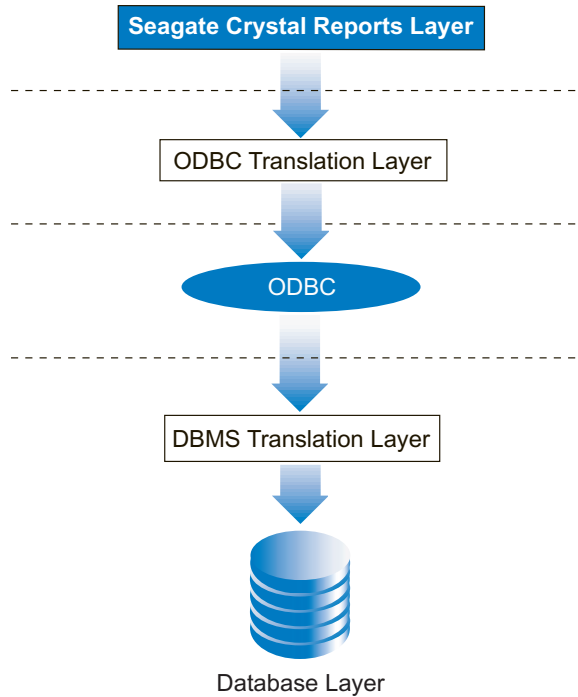 Seagate Crystal Reports Layer
ODBC Translation Layer
ODBC
DBMS Translation Layer
Database Layer